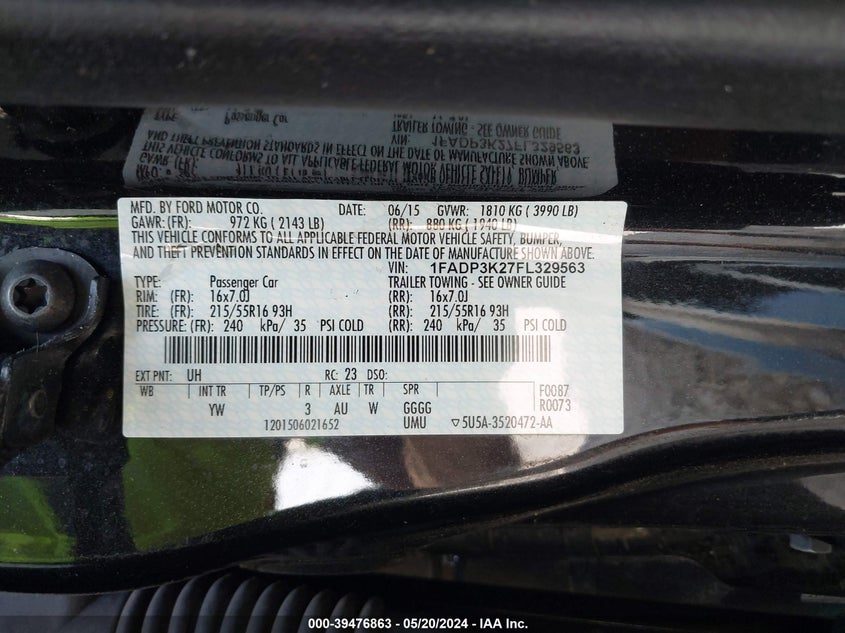 MFD. BY FORD MOTOR CO. DATE: 06/15 GVWR: 1810 KG ( 3990 LB)
GAWR: (FR): 972 KG ( 2143 LB) (RR): 880 KG ( 1940 LB)
THIS VEHICLE CONFORMS TO ALL APPLICABLE FEDERAL MOTOR VEHICLE SAFETY, BUMPER,
AND THEFT PREVENTION STANDARDS IN EFFECT ON THE DATE OF MANUFACTURE SHOWN ABOVE.
VIN: 1FADP3K27FL329563
TYPE: Passenger Car TRAILER TOWING - SEE OWNER GUIDE
RIM: (FR): 16x7.0J (RR): 16x7.0J
TIRE: (FR): 215/55R16 93H (RR): 215/55R16 93H
PRESSURE: (FR): 240 kPa/ 35 PSI COLD (RR): 240 kPa/ 35 PSI COLD
EXT PNT: UH RC: 23 DSO:
WB INT TR TP/PS R AXLE TR SPR F0087
YW 3 AU W GGGG R0073
1201506021652 UMU ▽5U5A-3520472-AA
000-39476863 - 05/20/2024 - IAA Inc.